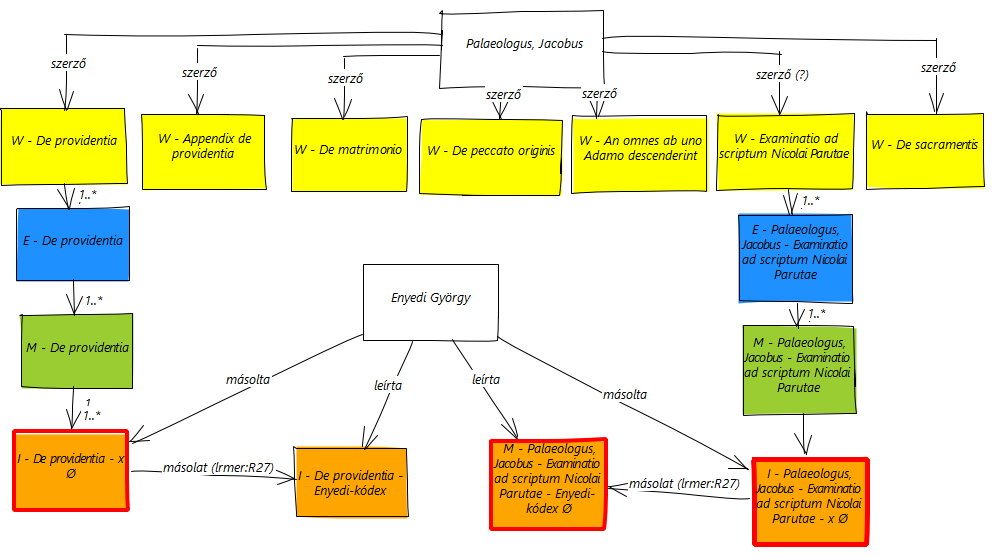 Palaeologus, Jacobus
szerző
szerző
szerző
szerző
szerző
szerző (?)
szerző
W - De providentia
W - Appendix de
providentia
W - De matrimonio
W - De peccato originis
W - An omnes ab uno
Adamo descenderint
W - Examinatio ad
scriptum Nicolai Parutae
W - De sacramentis
1..*
1..*
E - De providentia
E - Palaeologus,
Jacobus - Examinatio
ad scriptum Nicolai
Parutae
Enyedi György
1..*
1..*
M - De providentia
M - Palaeologus,
Jacobus - Examinatio
ad scriptum Nicolai
Parutae
másolta
leírta
leírta
másolta
1
1..*
I - De providentia - x
Ø
másolat (lrmer:R27)
I - De providentia -
Enyedi-kódex
M - Palaeologus,
Jacobus - Examinatio
ad scriptum Nicolai
Parutae - Enyedi-
kódex Ø
másolat (lrmer:R27)
I - Palaeologus,
Jacobus - Examinatio
ad scriptum Nicolai
Parutae - x Ø